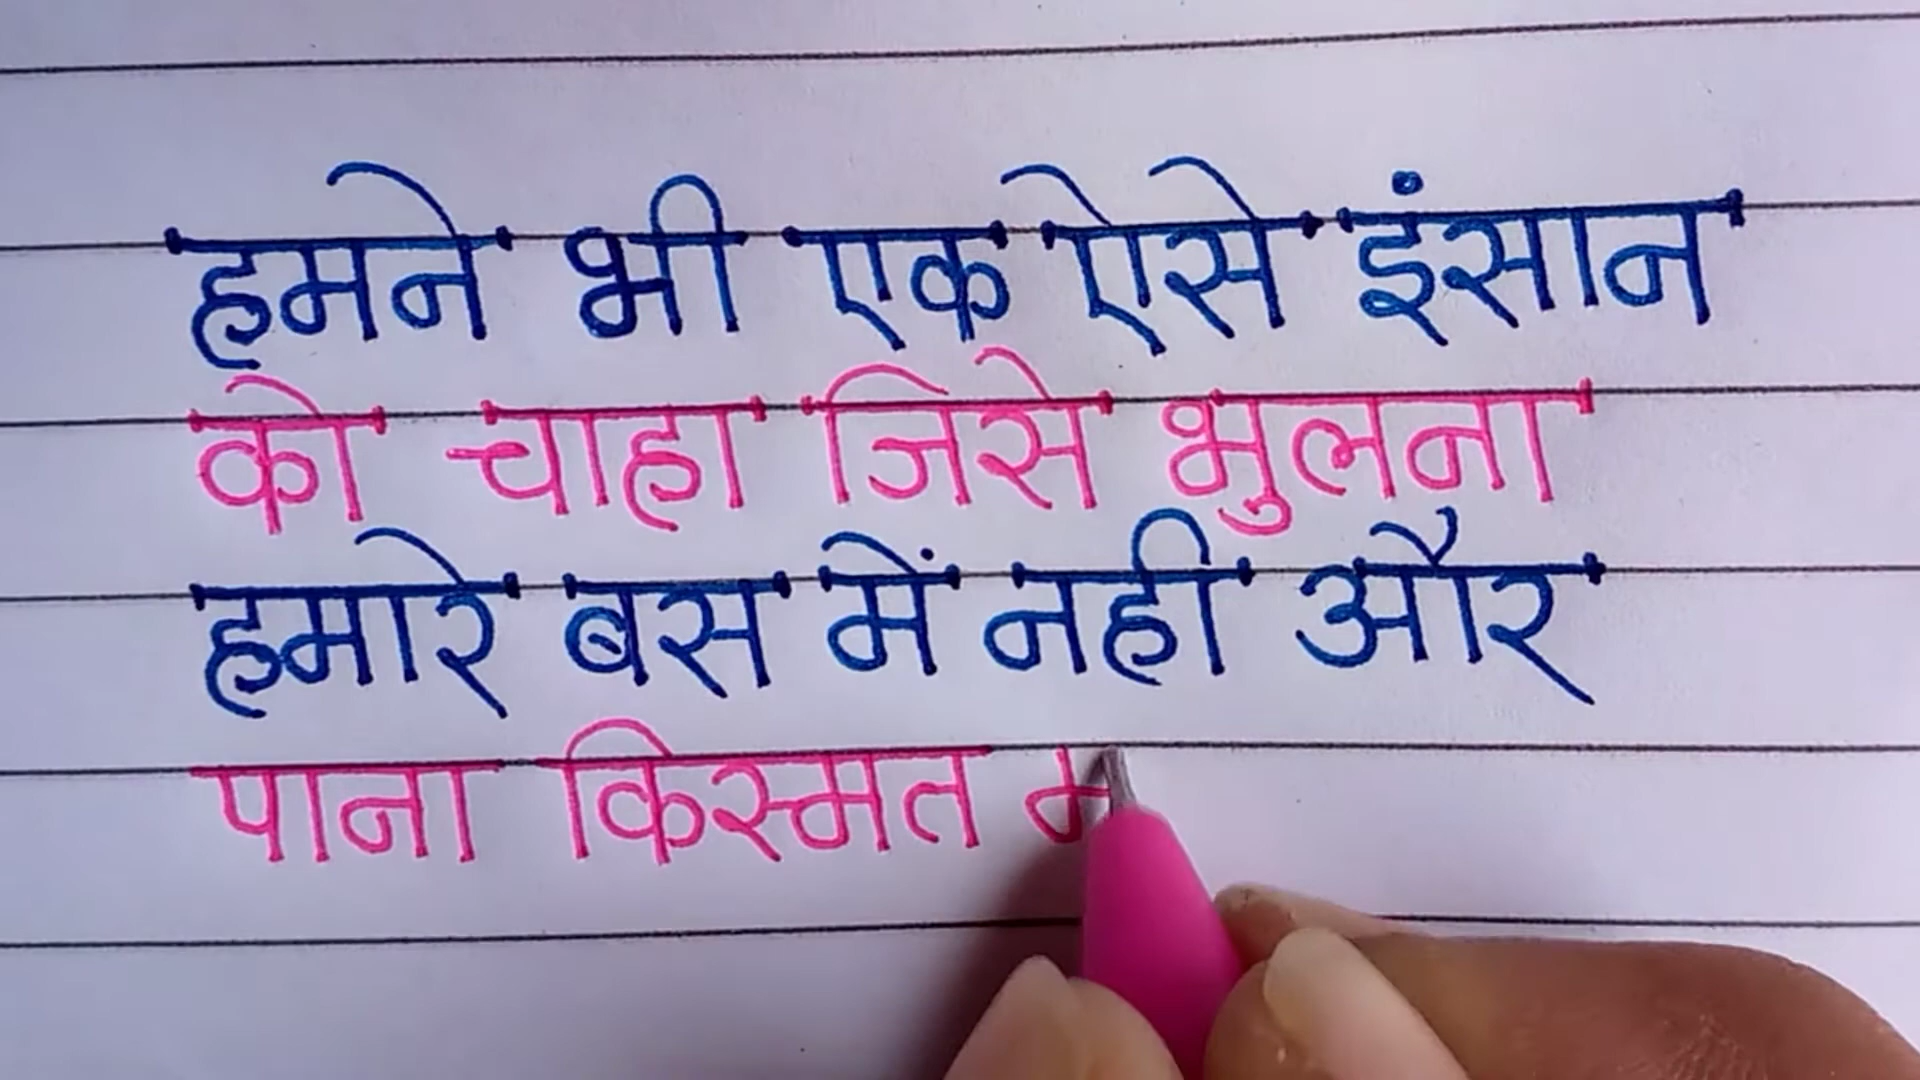 हमने भी एक ऐसे इंसान
को चाहा जिसे भुलना
हमारे बस में नही और
पाना किस्मत म